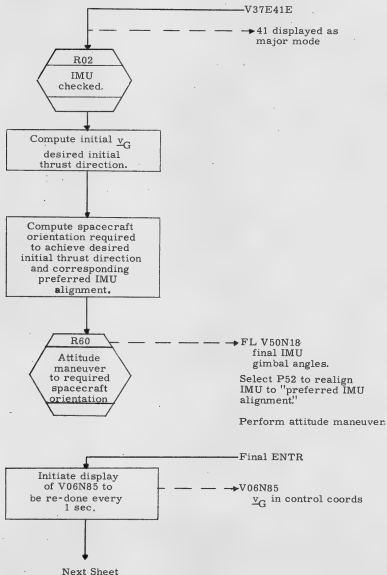 V37E41E
41 displayed as
major mode
R02
IMU
checked.
Compute initial v_G
desired initial
thrust direction.
Compute spacecraft
orientation required
to achieve desired
initial thrust direction
and corresponding
preferred IMU
alignment.
R60
Attitude
maneuver
to required
spacecraft
orientation
FL V50N18
final IMU
gimbal angles.
Select P52 to realign
IMU to "preferred IMU
alignment."
Perform attitude maneuver.
Final ENTR
Initiate display
of V06N85 to
be re-done every
1 sec.
V06N85
v_G in control coords
Next Sheet